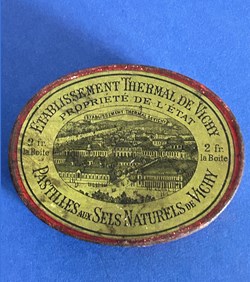 ETABLISSEMENT THERMAL DE VICHY
PROPRIÉTÉ DE L'ÉTAT
2 fr.
la Boîte
2 fr.
la Boîte
PASTILLES AUX SELS NATURELS DE VICHY